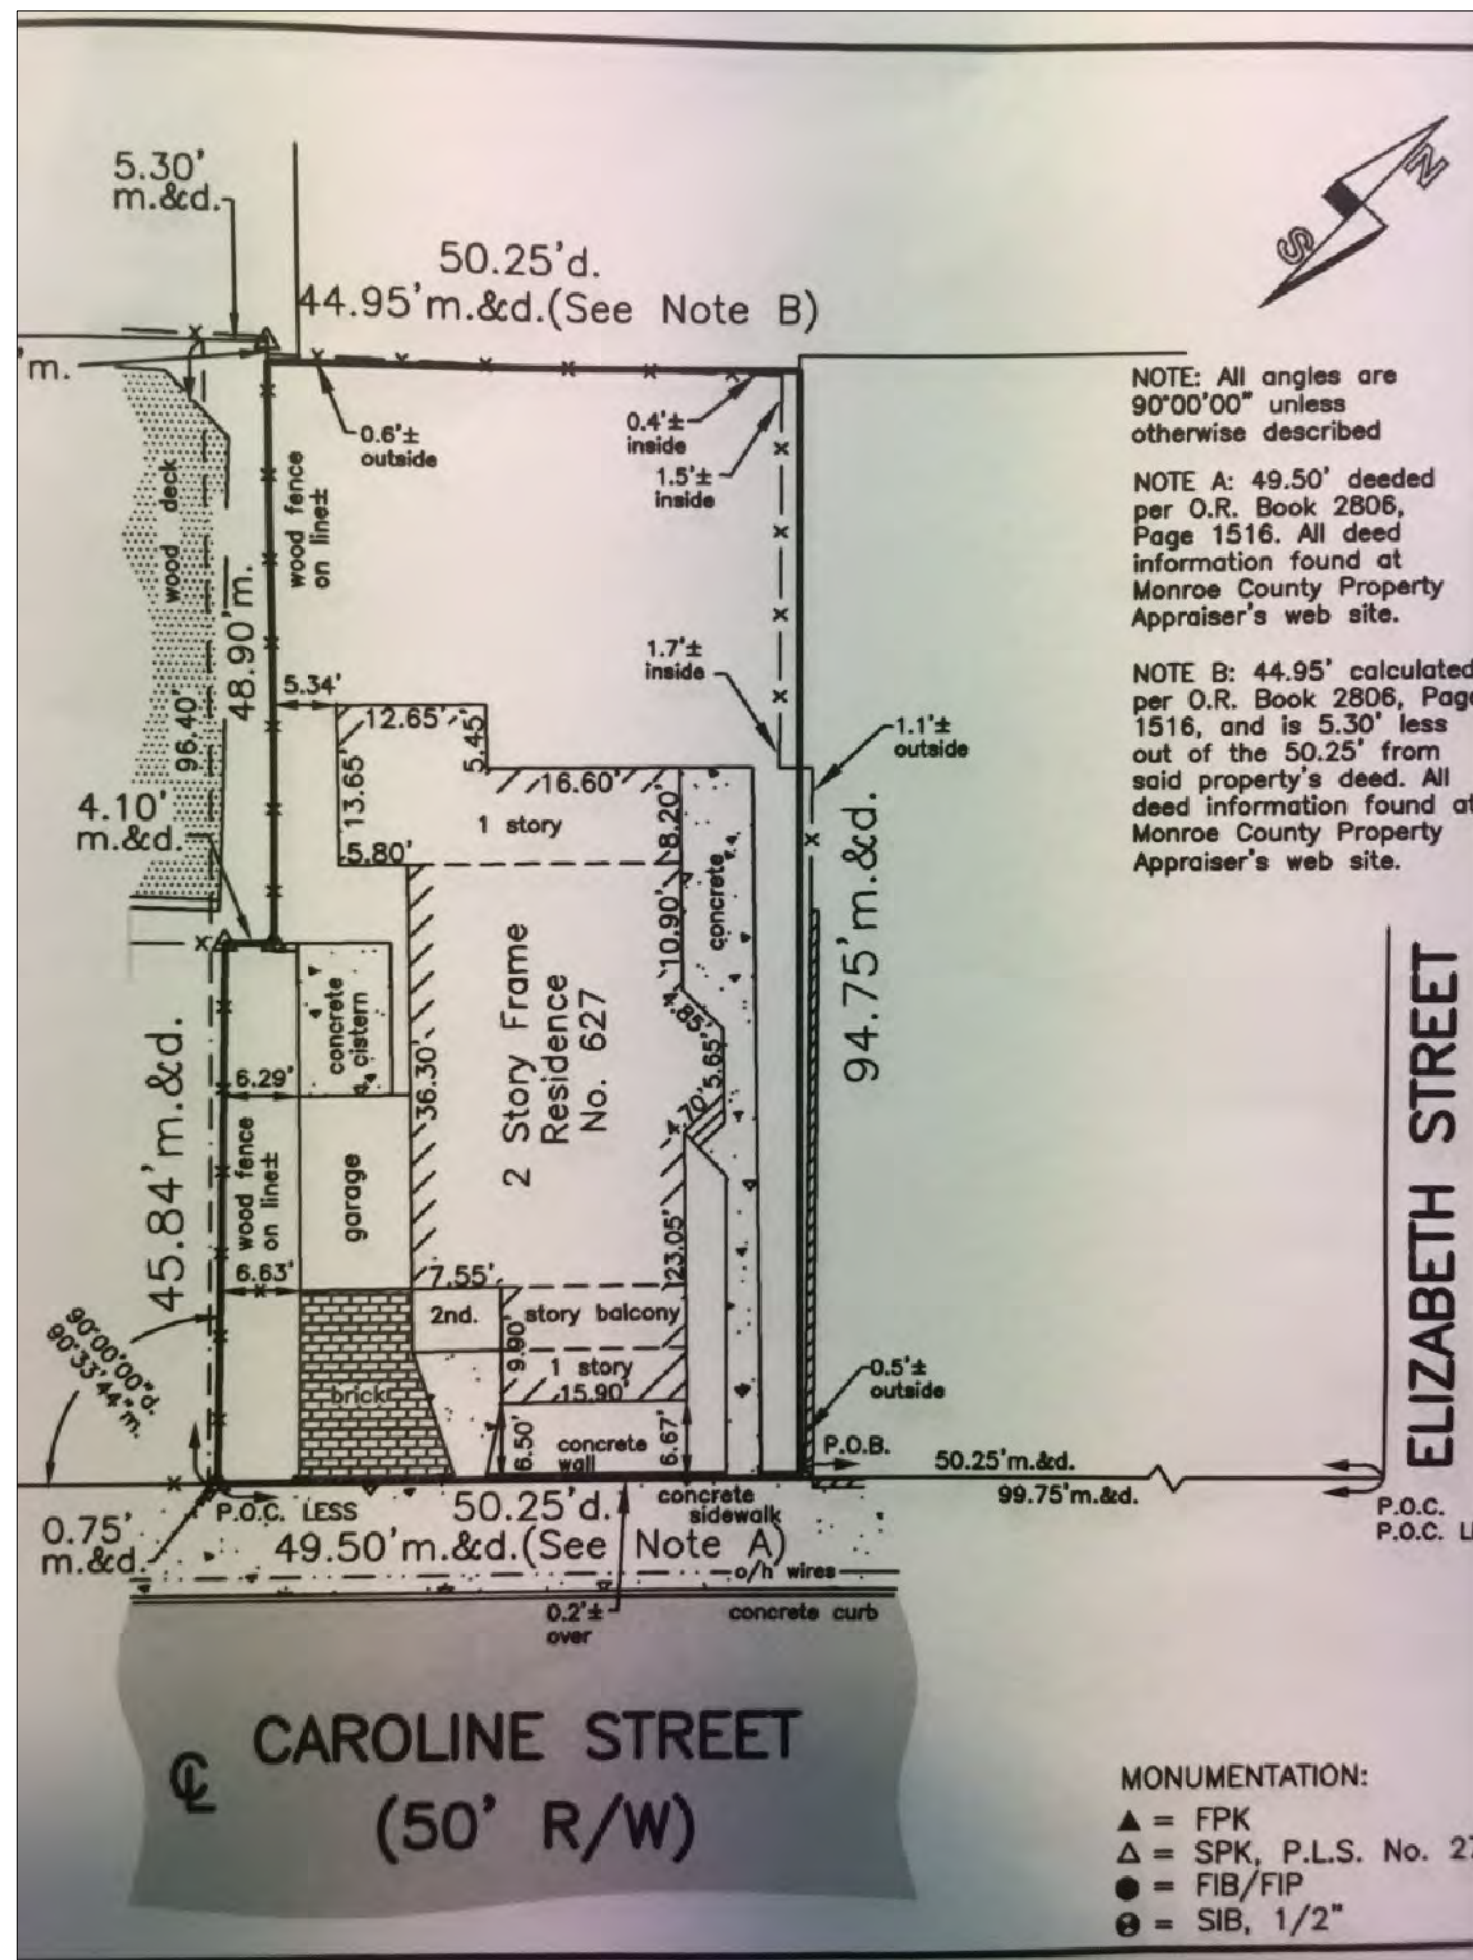 5.30'
m.&d.
50.25'd.
44.95'm.&d.(See Note B)
N
S
'm.
NOTE: All angles are
90°00'00" unless
otherwise described
NOTE A: 49.50' deeded
per O.R. Book 2806,
Page 1516. All deed
information found at
Monroe County Property
Appraiser's web site.
NOTE B: 44.95' calculated
per O.R. Book 2806, Page
1516, and is 5.30' less
out of the 50.25' from
said property's deed. All
deed information found at
Monroe County Property
Appraiser's web site.
0.6'±
outside
0.4'±
inside
1.5'±
inside
wood fence
on line±
wood deck
48.90'm.
96.40'
1.7'±
inside
5.34'
12.65'
5.45'
13.65'
16.60'
1 story
8.20'
5.80'
1.1'±
outside
4.10'
m.&d.
94.75'm.&d.
concrete
10.90'
2 Story Frame
Residence
No. 627
concrete
cistern
36.30'
.85'
5.65'
.70'
6.29'
45.84'm.&d.
wood fence
on line±
garage
6.63'
7.55'
23.05'
2nd. story balcony
9.90'
1 story
15.90'
brick
6.50'
concrete
wall
6.67'
0.5'±
outside
90°00'00"d.
90°33'44"m.
ELIZABETH STREET
P.O.B.
50.25'm.&d.
99.75'm.&d.
P.O.C.
P.O.C. L
P.O.C. LESS
0.75'
m.&d.
50.25'd.
49.50'm.&d.(See Note A)
concrete
sidewalk
o/h wires
0.2'±
over
concrete curb
CAROLINE STREET
(50' R/W)
℄
MONUMENTATION:
▲ = FPK
△ = SPK, P.L.S. No. 27
● = FIB/FIP
= SIB, 1/2"